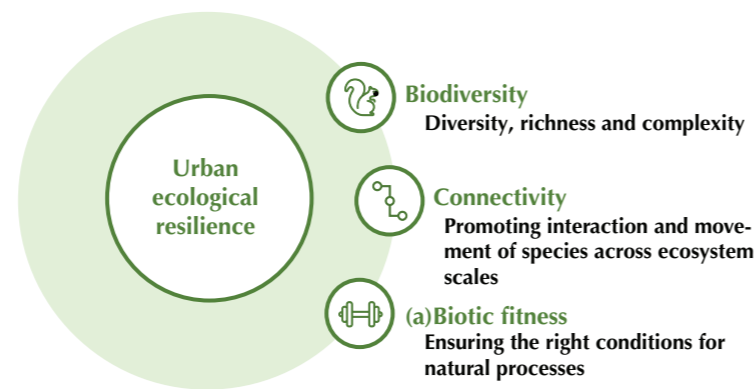 Urban
ecological
resilience
Biodiversity
Diversity, richness and complexity
Connectivity
Promoting interaction and move-
ment of species across ecosystem
scales
(a)Biotic fitness
Ensuring the right conditions for
natural processes